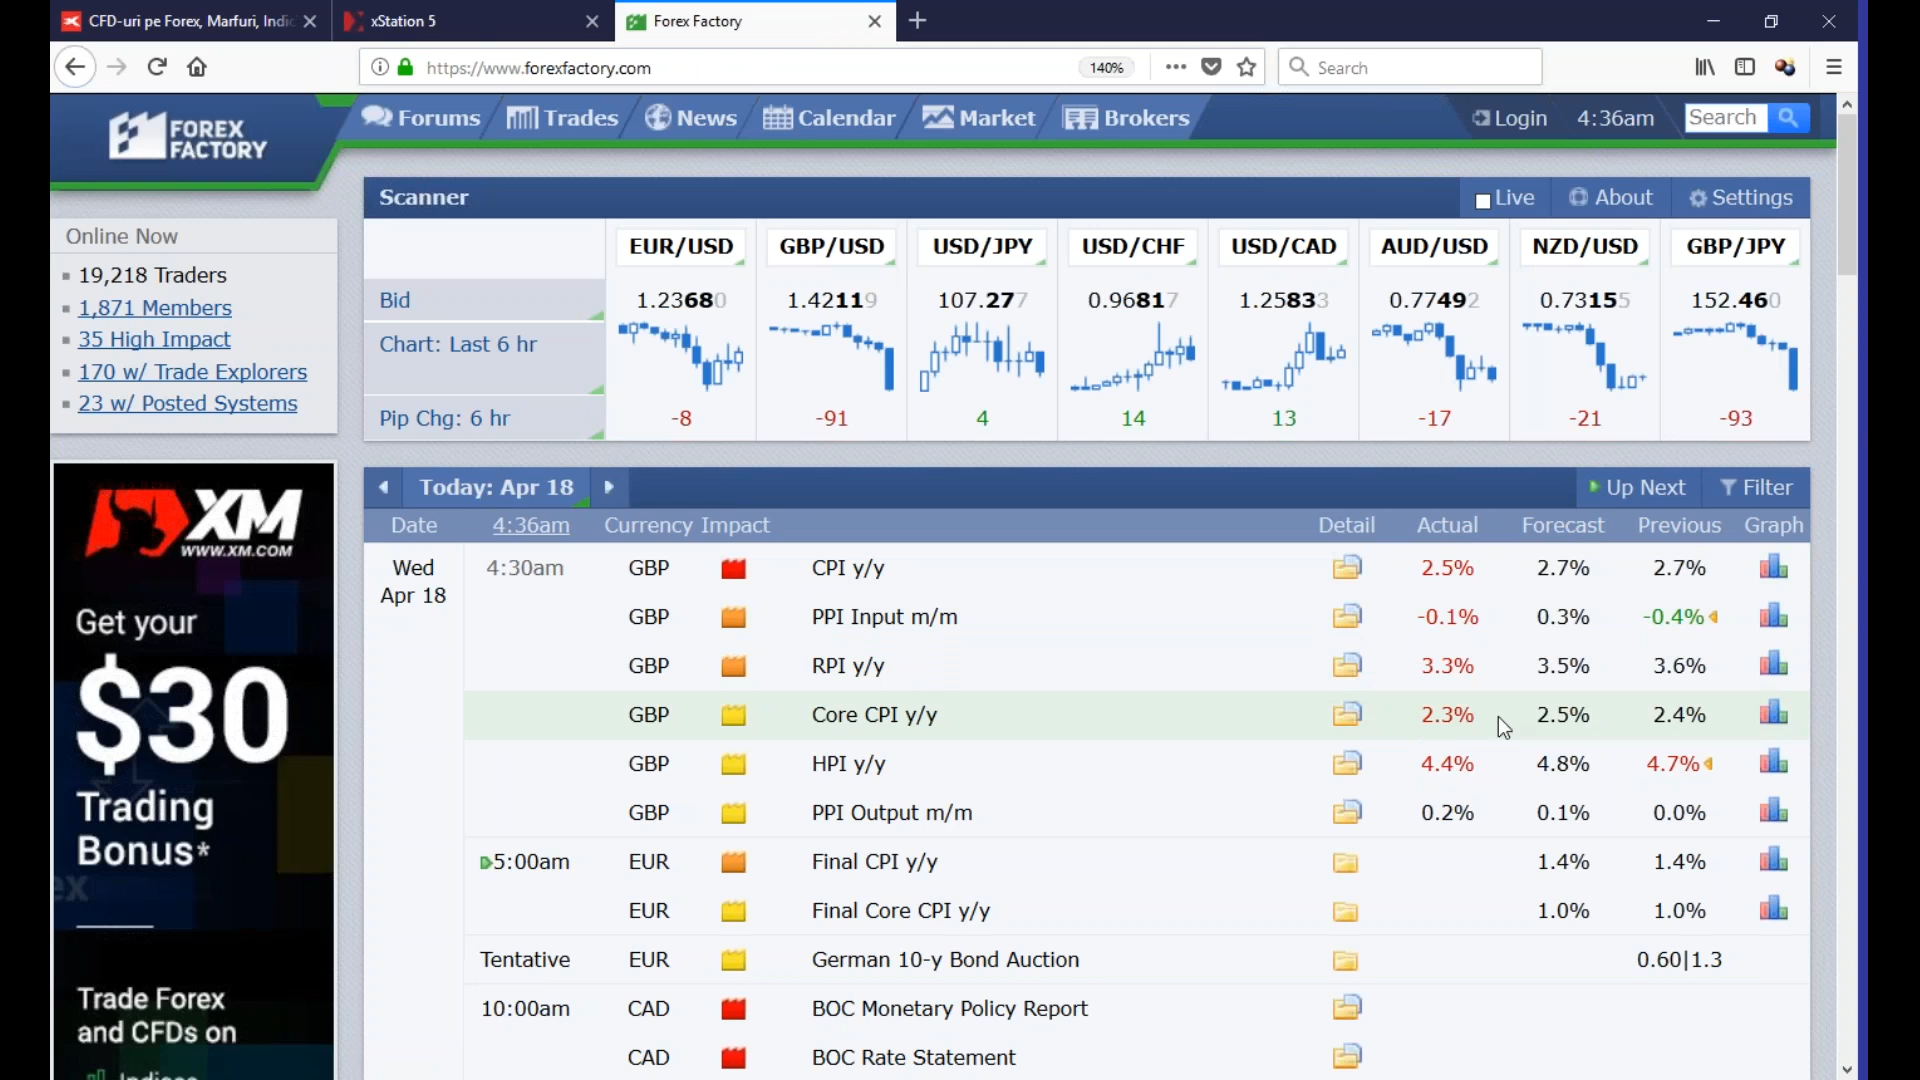 CFD-uri pe Forex, Marfuri, Indic
xStation 5
Forex Factory
https://www.forexfactory.com
140%
Search
FOREX
FACTORY
Forums
Trades
News
Calendar
Market
Brokers
Login
4:36am
Search
Online Now
19,218 Traders
1,871 Members
35 High Impact
170 w/ Trade Explorers
23 w/ Posted Systems
XM
WWW.XM.COM
Get your
$30
Trading
Bonus*
ex
Trade Forex
and CFDs on
Indices
Scanner
Live
About
Settings
EUR/USD GBP/USD USD/JPY USD/CHF USD/CAD AUD/USD NZD/USD GBP/JPY
Bid 1.23680 1.42119 107.277 0.96817 1.25833 0.77492 0.73155 152.460
Chart: Last 6 hr
Pip Chg: 6 hr -8 -91 4 14 13 -17 -21 -93
Today: Apr 18
Up Next
Filter
Date 4:36am Currency Impact Detail Actual Forecast Previous Graph
Wed 4:30am GBP CPI y/y 2.5% 2.7% 2.7%
Apr 18
GBP PPI Input m/m -0.1% 0.3% -0.4%
GBP RPI y/y 3.3% 3.5% 3.6%
GBP Core CPI y/y 2.3% 2.5% 2.4%
GBP HPI y/y 4.4% 4.8% 4.7%
GBP PPI Output m/m 0.2% 0.1% 0.0%
5:00am EUR Final CPI y/y 1.4% 1.4%
EUR Final Core CPI y/y 1.0% 1.0%
Tentative EUR German 10-y Bond Auction 0.60|1.3
10:00am CAD BOC Monetary Policy Report
CAD BOC Rate Statement